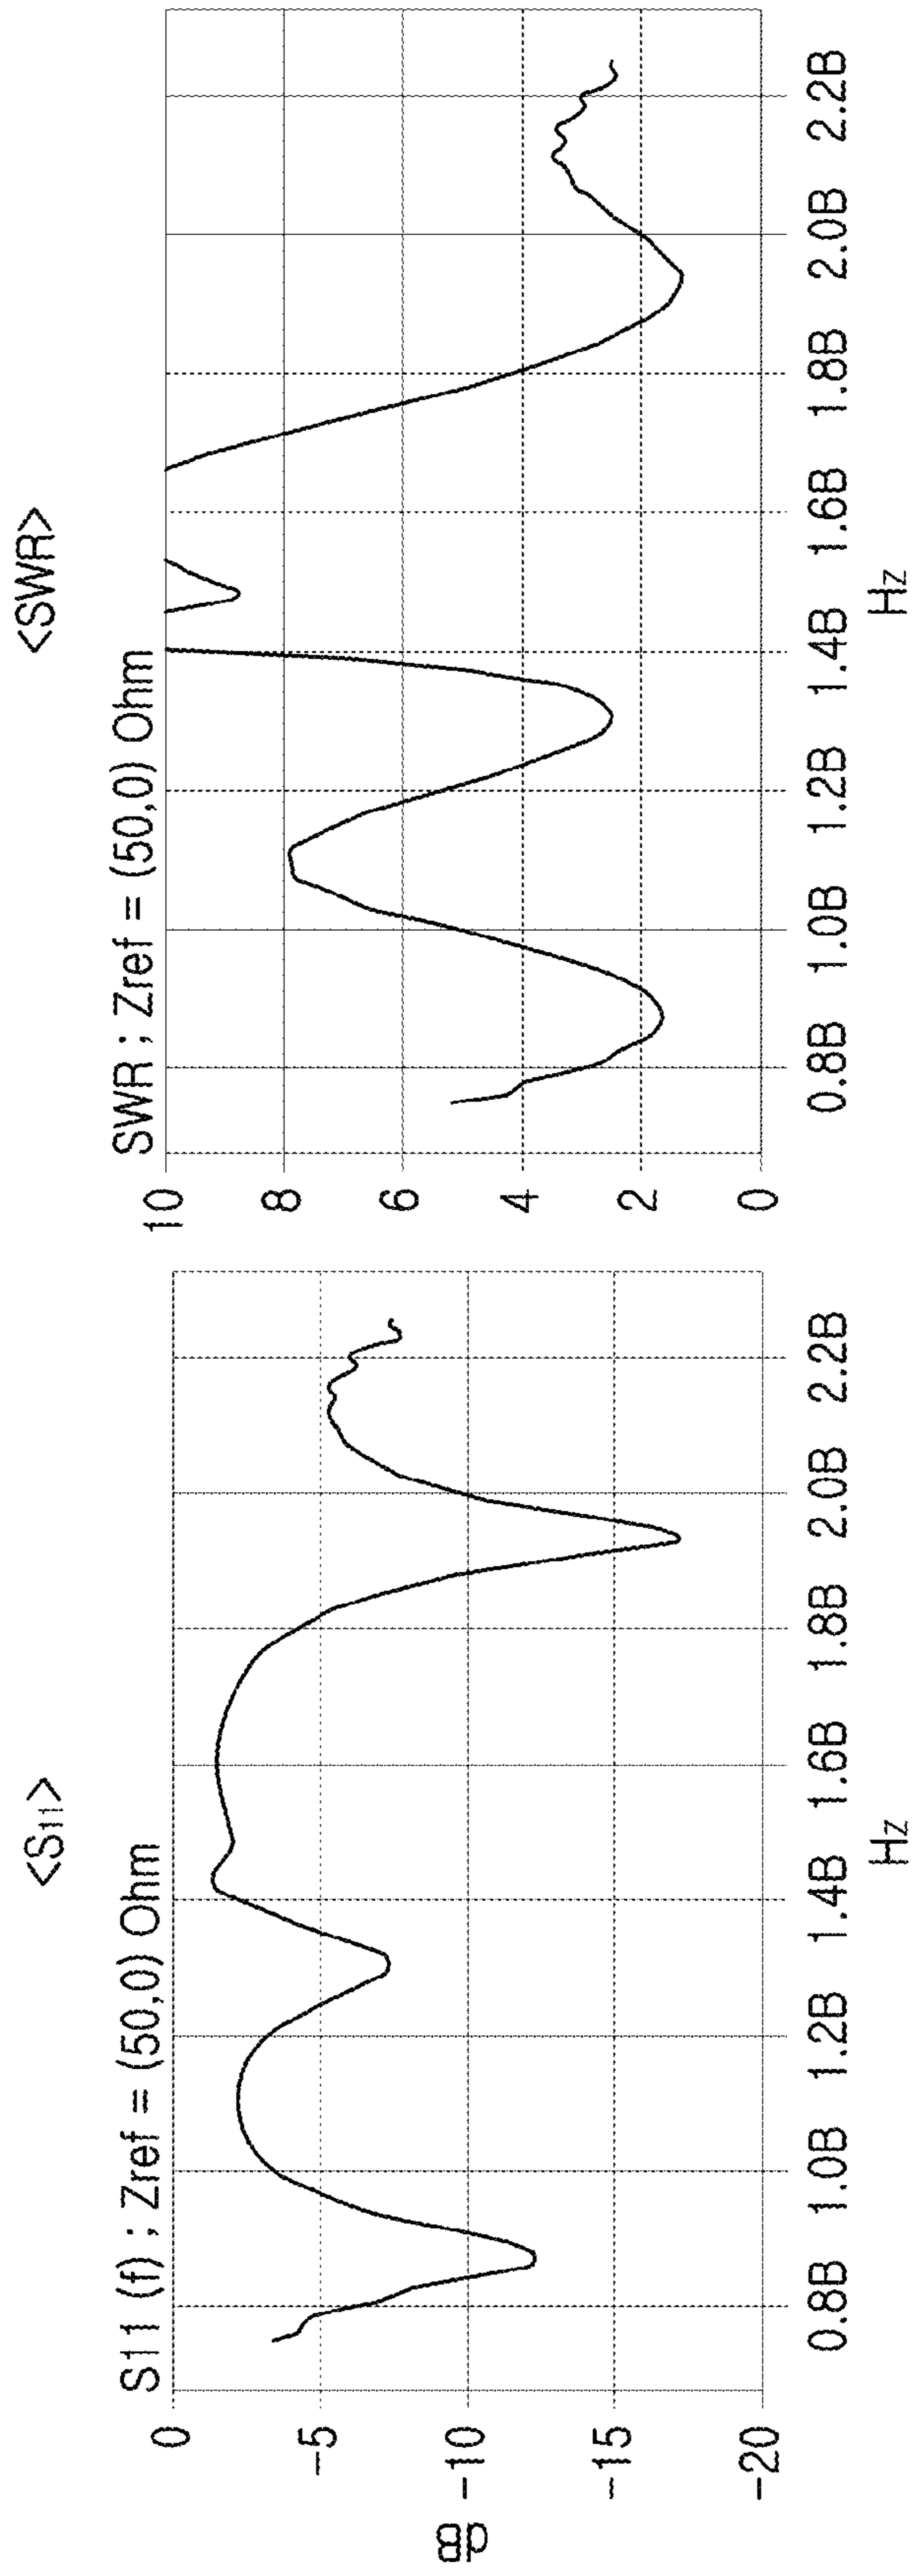 <S11>
S11 (f) ; Zref = (50,0) Ohm
0
-5
-10
-15
-20
dB
0.8B 1.0B 1.2B 1.4B 1.6B 1.8B 2.0B 2.2B
Hz
<SWR>
SWR ; Zref = (50,0) Ohm
10
8
6
4
2
0
0.8B 1.0B 1.2B 1.4B 1.6B 1.8B 2.0B 2.2B
Hz